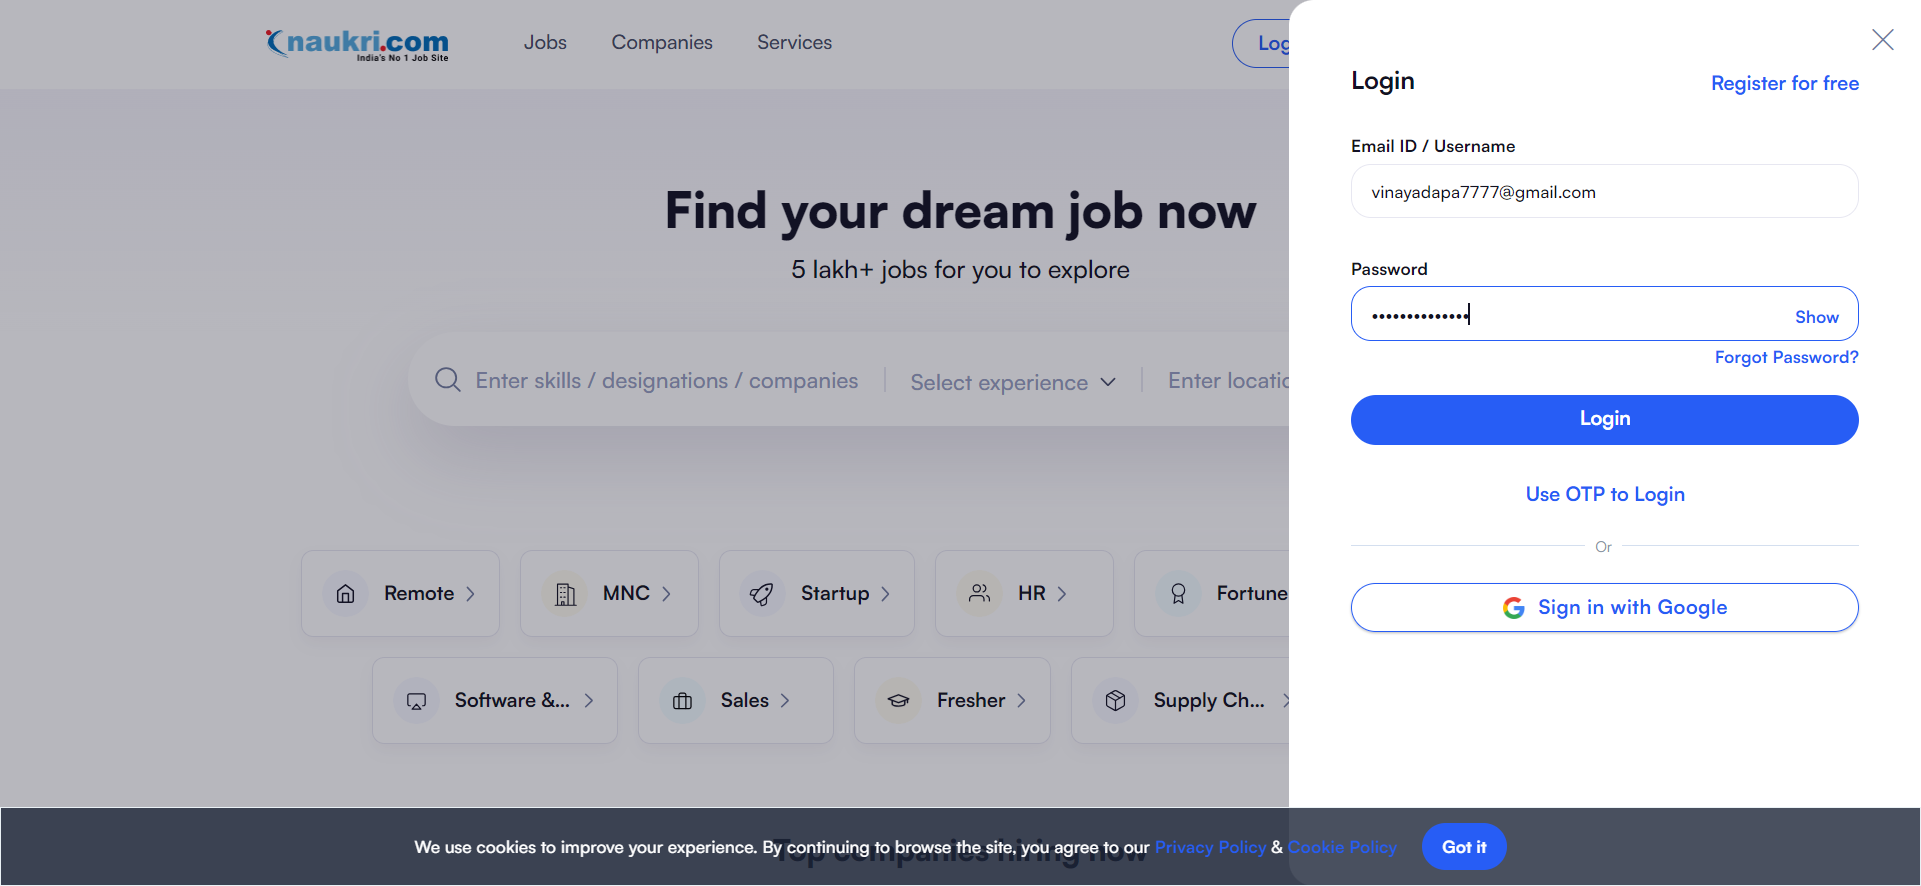 naukri.com
India's No 1 Job Site
Jobs
Companies
Services
Find your dream job now
5 lakh+ jobs for you to explore
Enter skills / designations / companies
Select experience
Remote
MNC
Startup
HR
Fortune
Software &...
Sales
Fresher
Supply Ch...
Login
Register for free
Email ID / Username
vinayadapa7777@gmail.com
Password
••••••••••••••
Show
Forgot Password?
Login
Use OTP to Login
Or
Sign in with Google
Top companies hiring now
We use cookies to improve your experience. By continuing to browse the site, you agree to our Privacy Policy & Cookie Policy
Got it